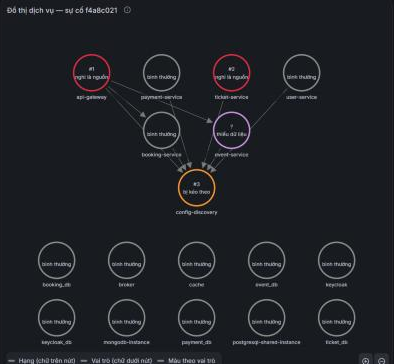 Đồ thị dịch vụ — sự cố f4a8c021
#1
nghi là nguồn
api-gateway
bình thường
payment-service
#2
nghi là nguồn
ticket-service
bình thường
user-service
bình thường
booking-service
?
thiếu dữ liệu
event-service
#3
bị kéo theo
config-discovery
bình thường
booking_db
bình thường
broker
bình thường
cache
bình thường
event_db
bình thường
keycloak
bình thường
keycloak_db
bình thường
mongodb-instance
bình thường
payment_db
bình thường
postgresql-shared-instance
bình thường
ticket_db
Hạng (chữ trên nút)
Vai trò (chữ dưới nút)
Màu theo vai trò